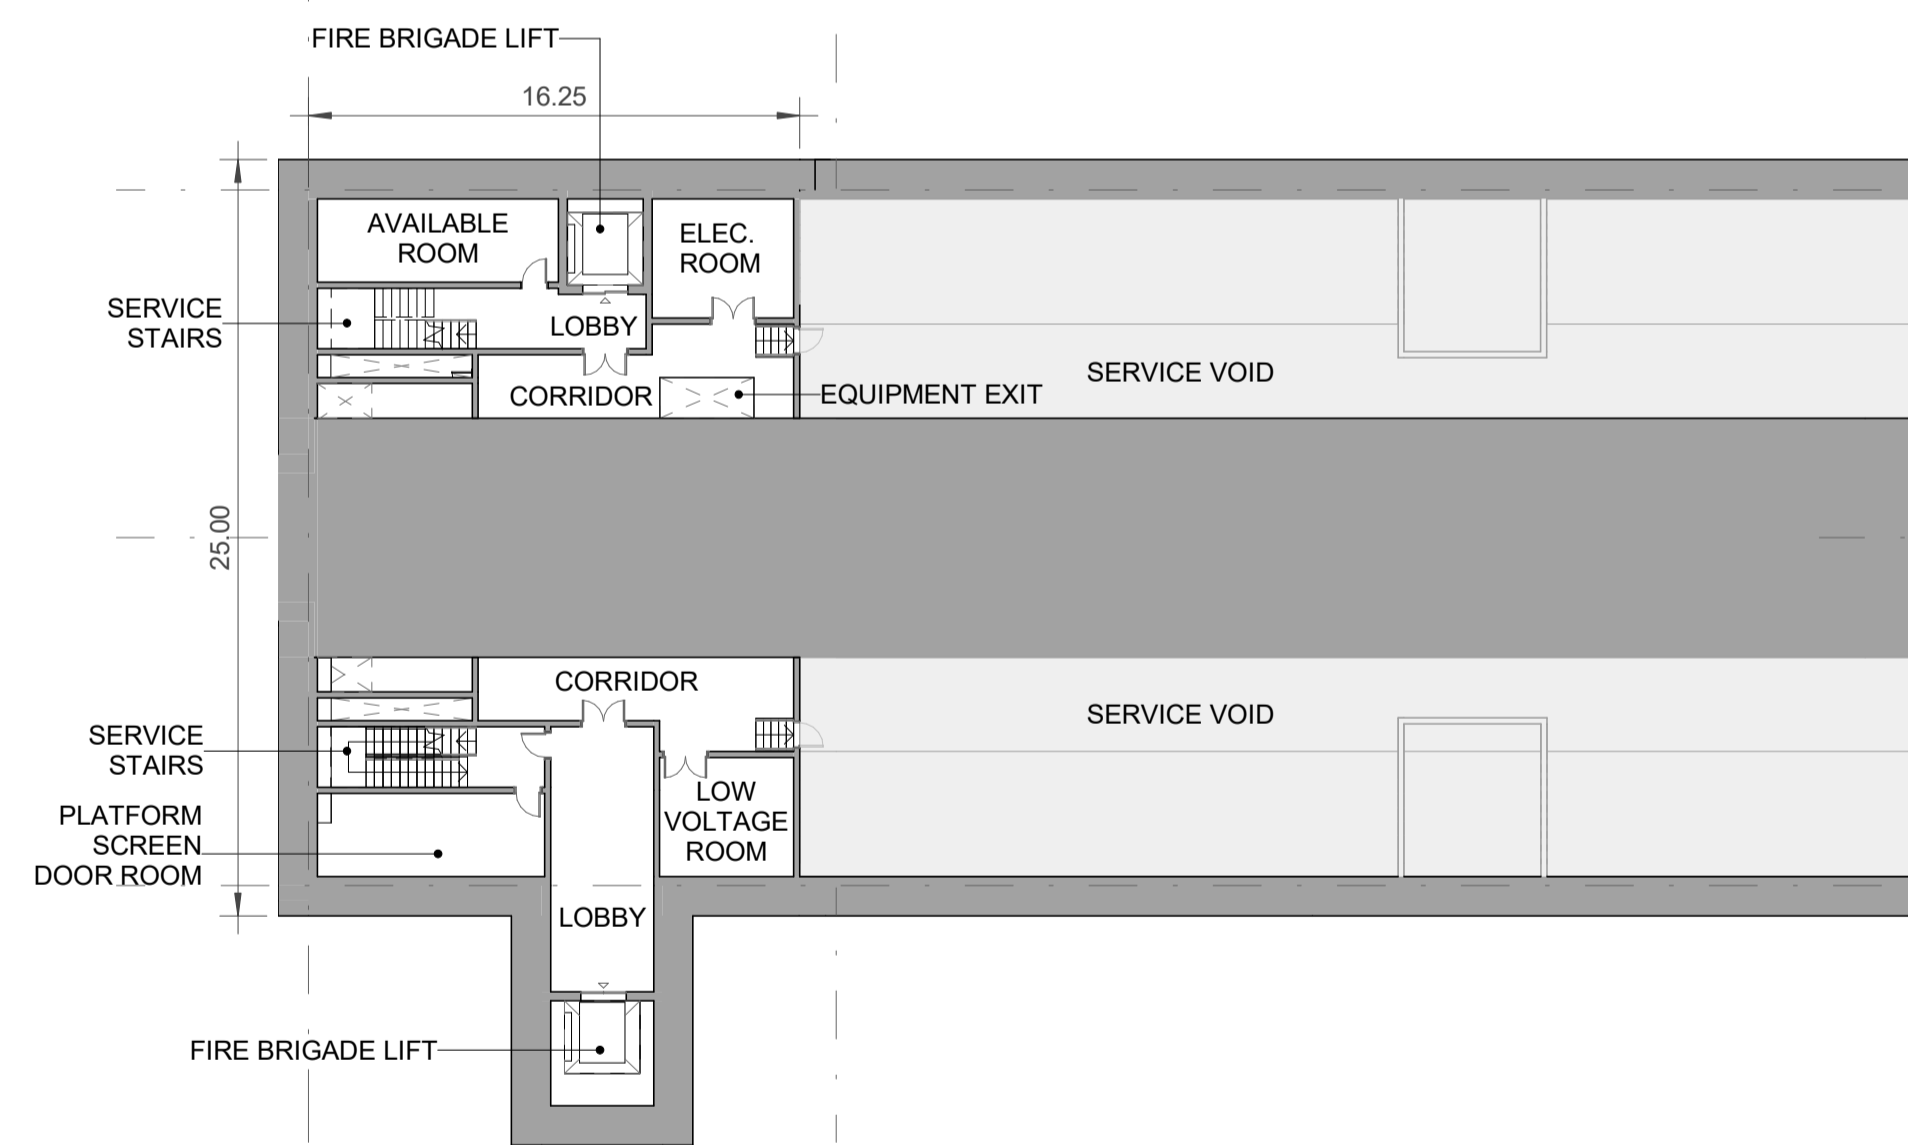 FIRE BRIGADE LIFT
16.25
AVAILABLE
ROOM
ELEC.
ROOM
SERVICE
STAIRS
LOBBY
SERVICE VOID
CORRIDOR
EQUIPMENT EXIT
25.00
CORRIDOR
SERVICE VOID
SERVICE
STAIRS
LOW
VOLTAGE
ROOM
PLATFORM
SCREEN
DOOR ROOM
LOBBY
FIRE BRIGADE LIFT